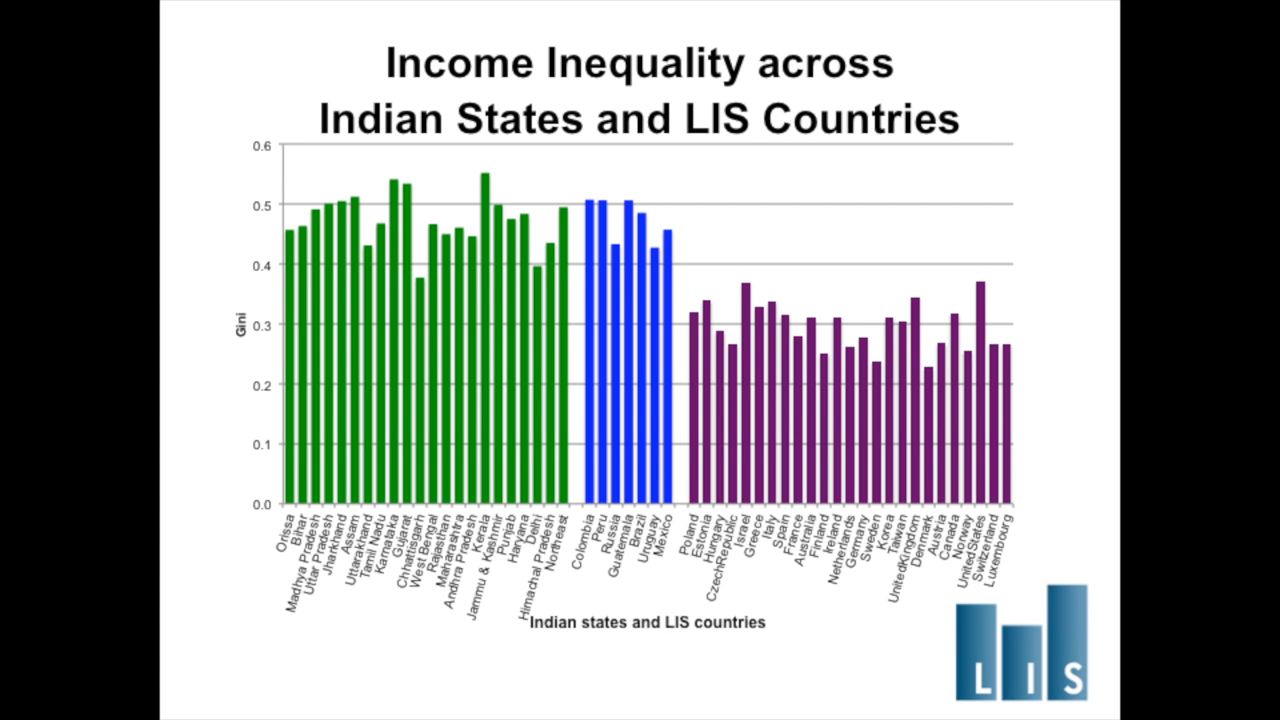 Income Inequality across
Indian States and LIS Countries
0.6
0.5
0.4
0.3
0.2
0.1
0.0
Gini
Orissa
Bihar
Madhya Pradesh
Uttar Pradesh
Jharkhand
Assam
Uttarakhand
Tamil Nadu
Karnataka
Gujarat
Chhattisgarh
West Bengal
Rajasthan
Maharashtra
Andhra Pradesh
Kerala
Jammu & Kashmir
Punjab
Haryana
Delhi
Himachal Pradesh
Northeast
Colombia
Peru
Russia
Guatemala
Brazil
Uruguay
Mexico
Poland
Estonia
Hungary
CzechRepublic
Israel
Greece
Italy
Spain
France
Australia
Finland
Ireland
Netherlands
Germany
Sweden
Korea
Taiwan
UnitedKingdom
Denmark
Austria
Canada
Norway
UnitedStates
Switzerland
Luxembourg
Indian states and LIS countries
LIS